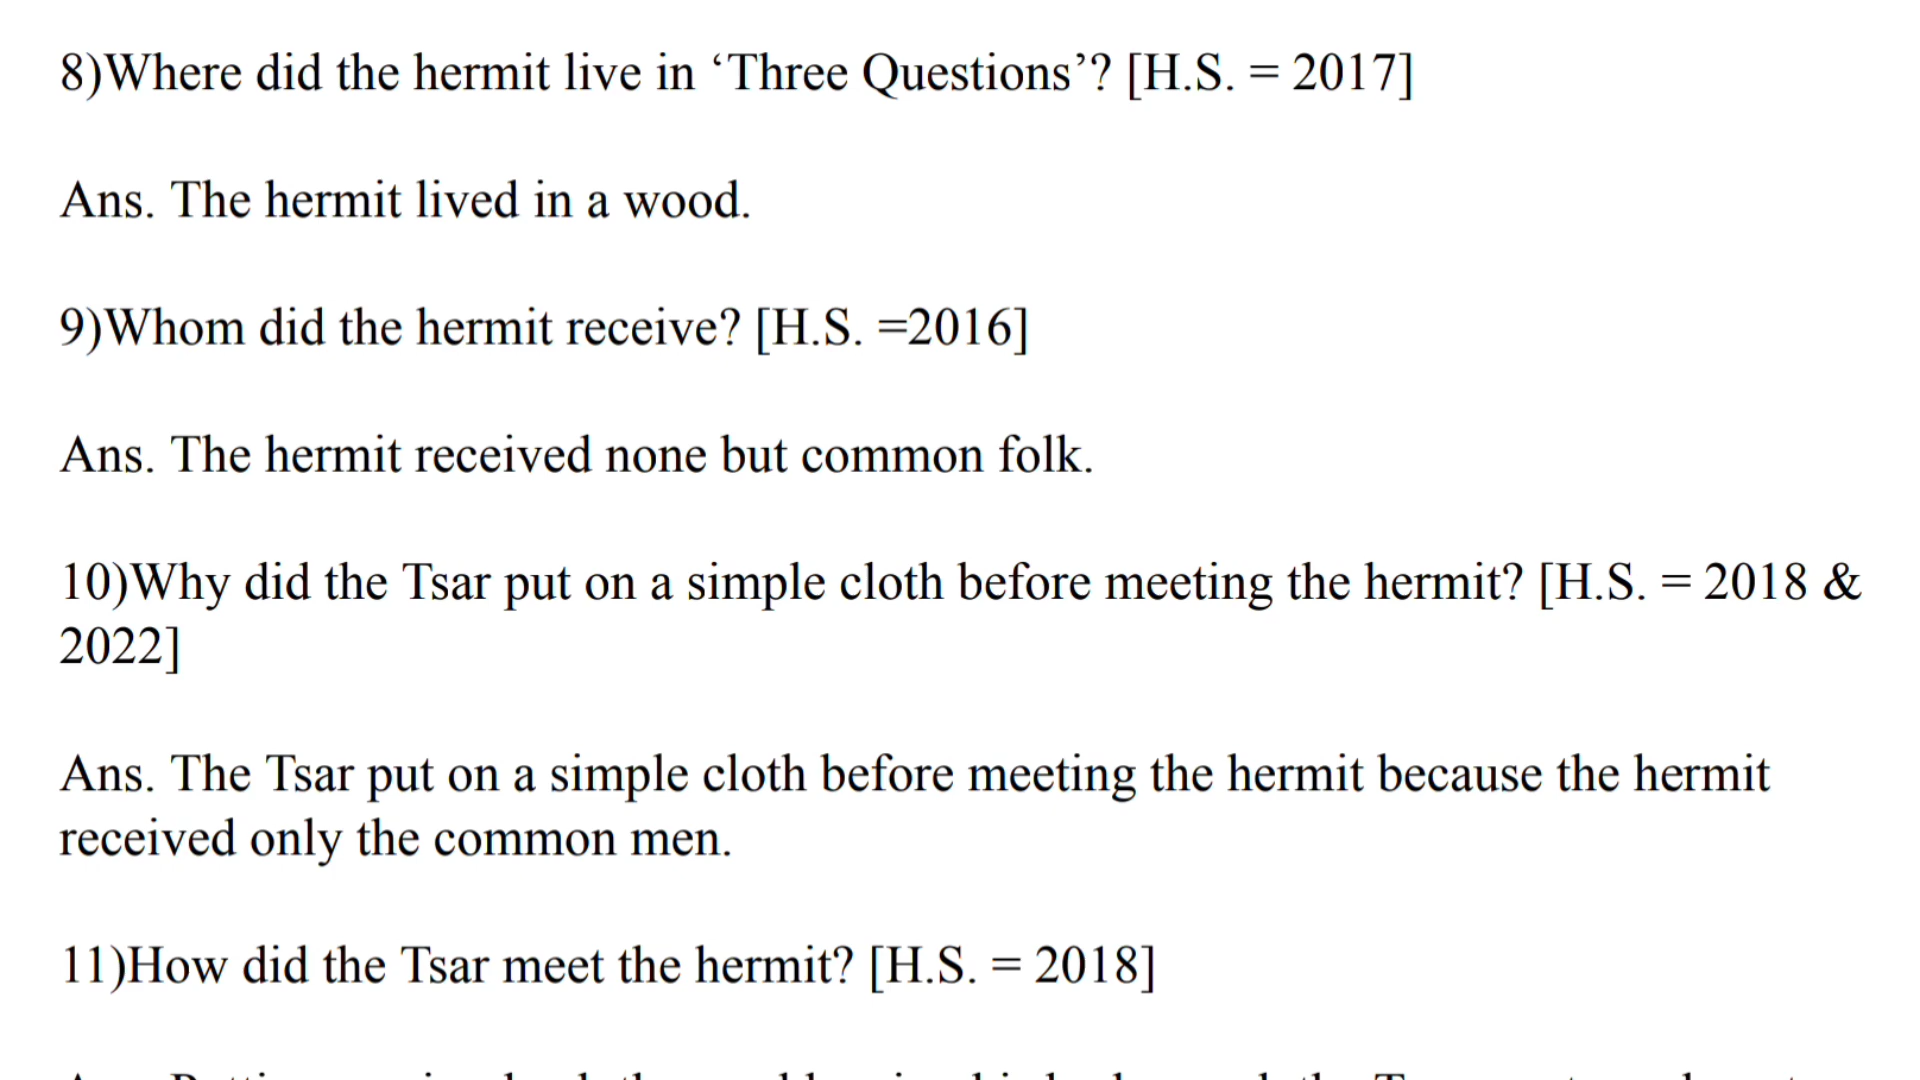 8)Where did the hermit live in ‘Three Questions’? [H.S. = 2017]
Ans. The hermit lived in a wood.
9)Whom did the hermit receive? [H.S. =2016]
Ans. The hermit received none but common folk.
10)Why did the Tsar put on a simple cloth before meeting the hermit? [H.S. = 2018 &
2022]
Ans. The Tsar put on a simple cloth before meeting the hermit because the hermit
received only the common men.
11)How did the Tsar meet the hermit? [H.S. = 2018]